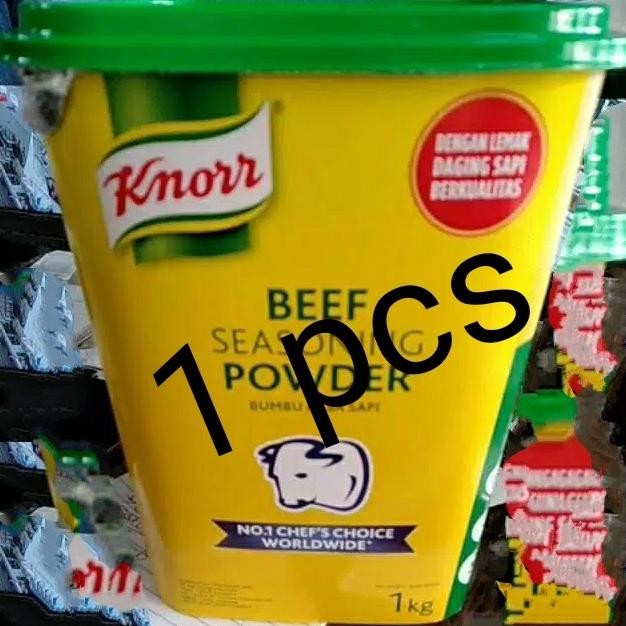 Knorr
DENGAN LEMAK
DAGING SAPI
BERKUALITAS
BEEF
SEASONING
POWDER
BUMBU RASA SAPI
1 pcs
NO.1 CHEF'S CHOICE
WORLDWIDE*
1kg